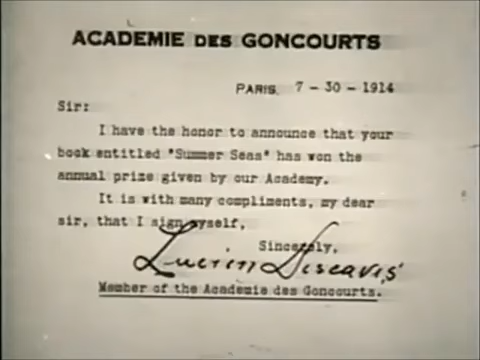 ACADEMIE DES GONCOURTS
PARIS, 7 - 30 - 1914
Sir:
I have the honor to announce that your
book entitled "Summer Seas" has won the
annual prize given by our Academy.
It is with many compliments, my dear
sir, that I sign myself,
Sincerely,
Lucien Discaves
Member of the Academie des Goncourts.